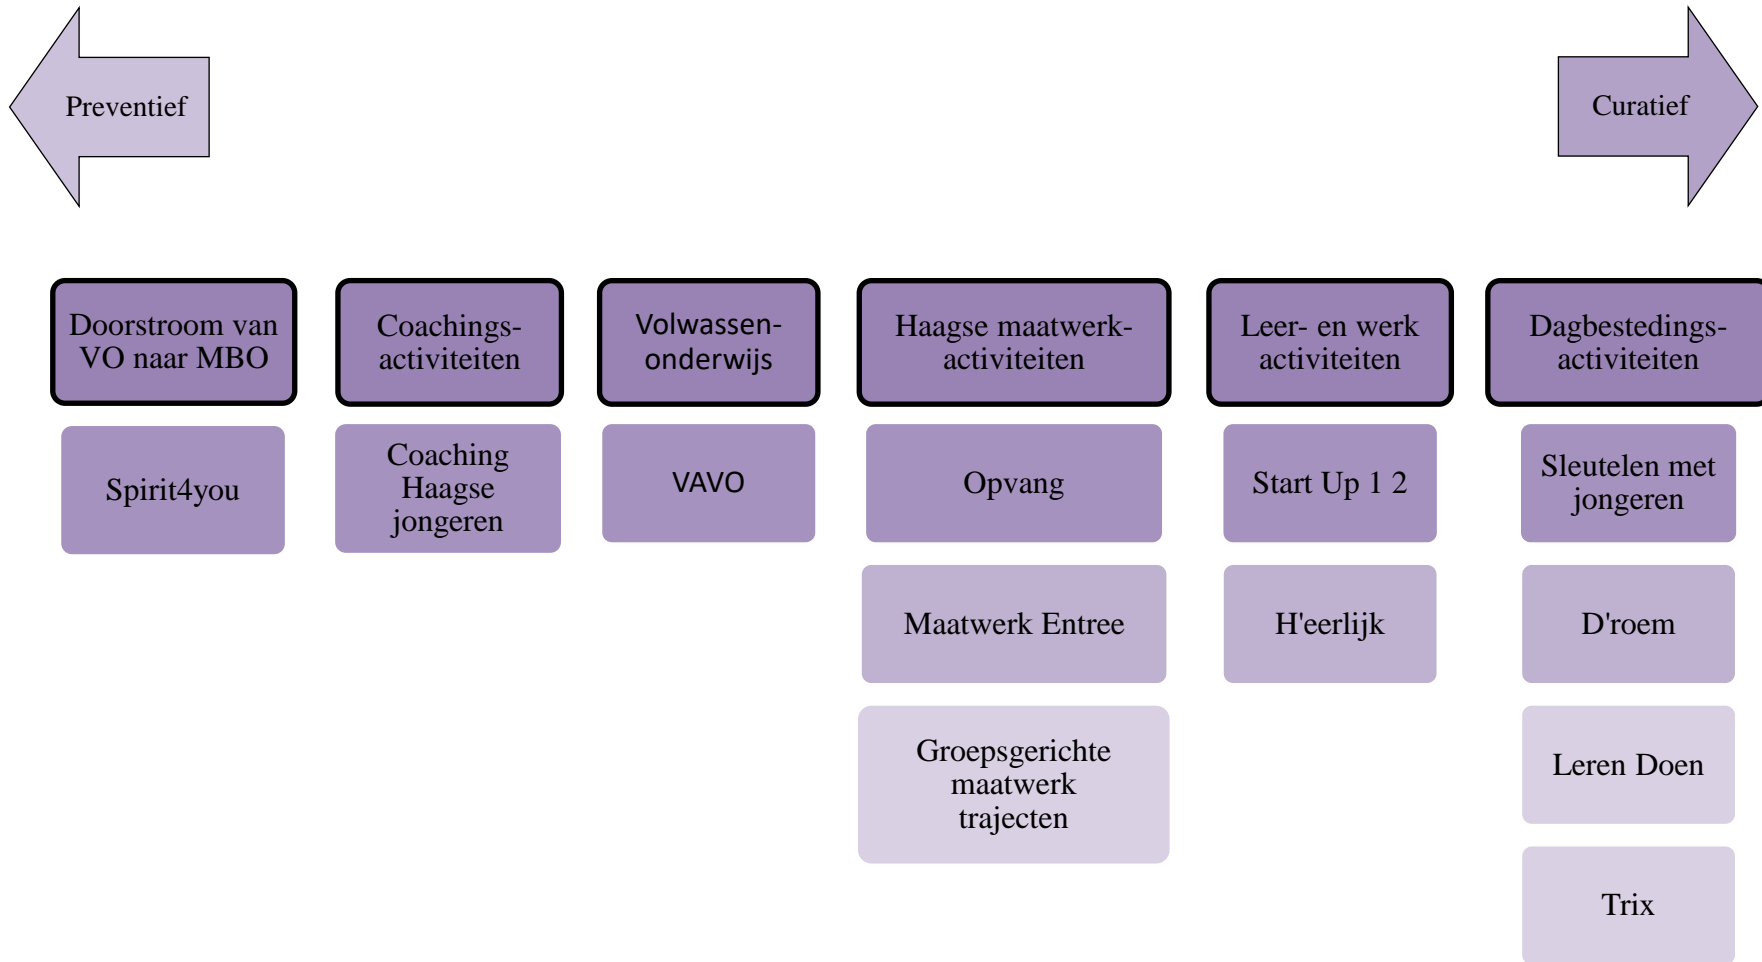 Preventief
Curatief
Doorstroom van
VO naar MBO
Coachings-
activiteiten
Volwassen-
onderwijs
Haagse maatwerk-
activiteiten
Leer- en werk
activiteiten
Dagbestedings-
activiteiten
Spirit4you
Coaching
Haagse
jongeren
VAVO
Opvang
Start Up 1 2
Sleutelen met
jongeren
Maatwerk Entree
H'eerlijk
D'roem
Groepsgerichte
maatwerk
trajecten
Leren Doen
Trix